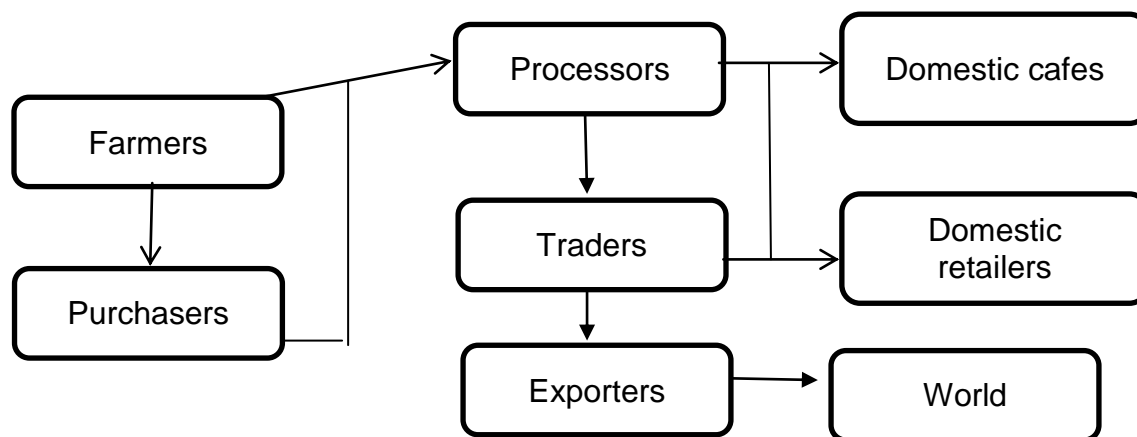 Processors
Domestic cafes
Farmers
Traders
Domestic
retailers
Purchasers
Exporters
World